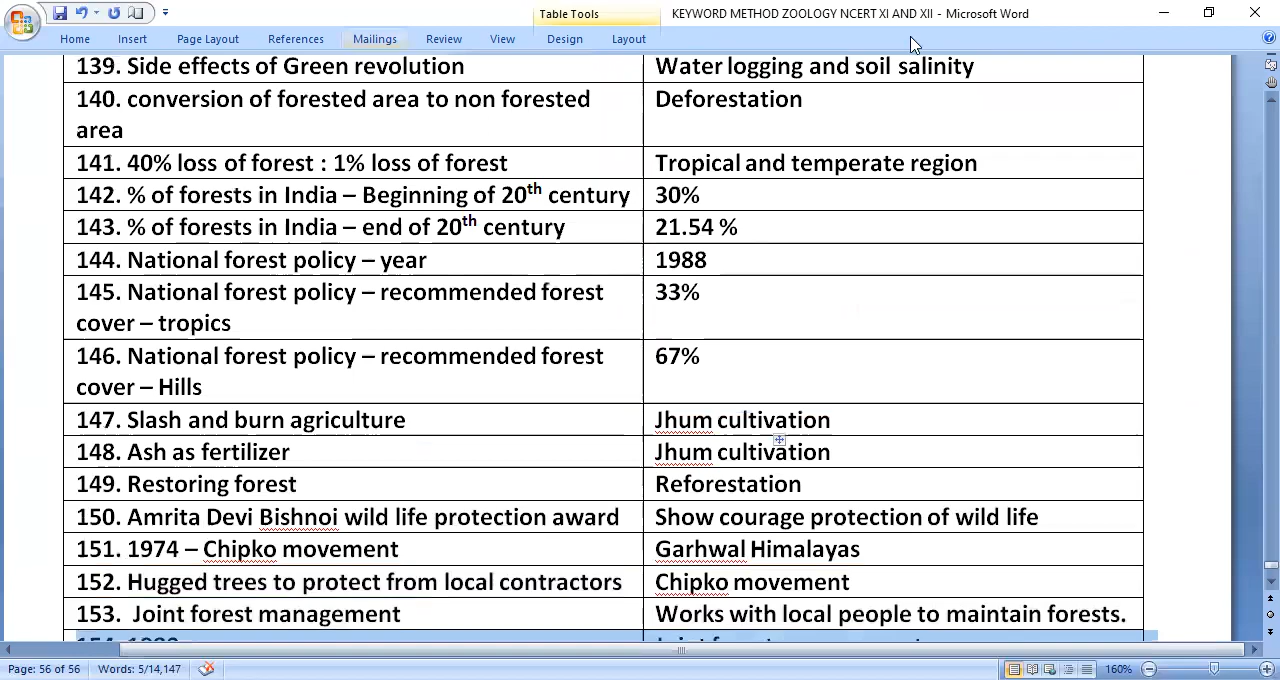 Table Tools
KEYWORD METHOD ZOOLOGY NCERT XI AND XII - Microsoft Word
Home Insert Page Layout References Mailings Review View Design Layout
139. Side effects of Green revolution Water logging and soil salinity
140. conversion of forested area to non forested Deforestation
area
141. 40% loss of forest : 1% loss of forest Tropical and temperate region
142. % of forests in India – Beginning of 20th century 30%
143. % of forests in India – end of 20th century 21.54 %
144. National forest policy – year 1988
145. National forest policy – recommended forest 33%
cover – tropics
146. National forest policy – recommended forest 67%
cover – Hills
147. Slash and burn agriculture Jhum cultivation
148. Ash as fertilizer Jhum cultivation
149. Restoring forest Reforestation
150. Amrita Devi Bishnoi wild life protection award Show courage protection of wild life
151. 1974 – Chipko movement Garhwal Himalayas
152. Hugged trees to protect from local contractors Chipko movement
153. Joint forest management Works with local people to maintain forests.
Page: 56 of 56 Words: 5/14,147 160%